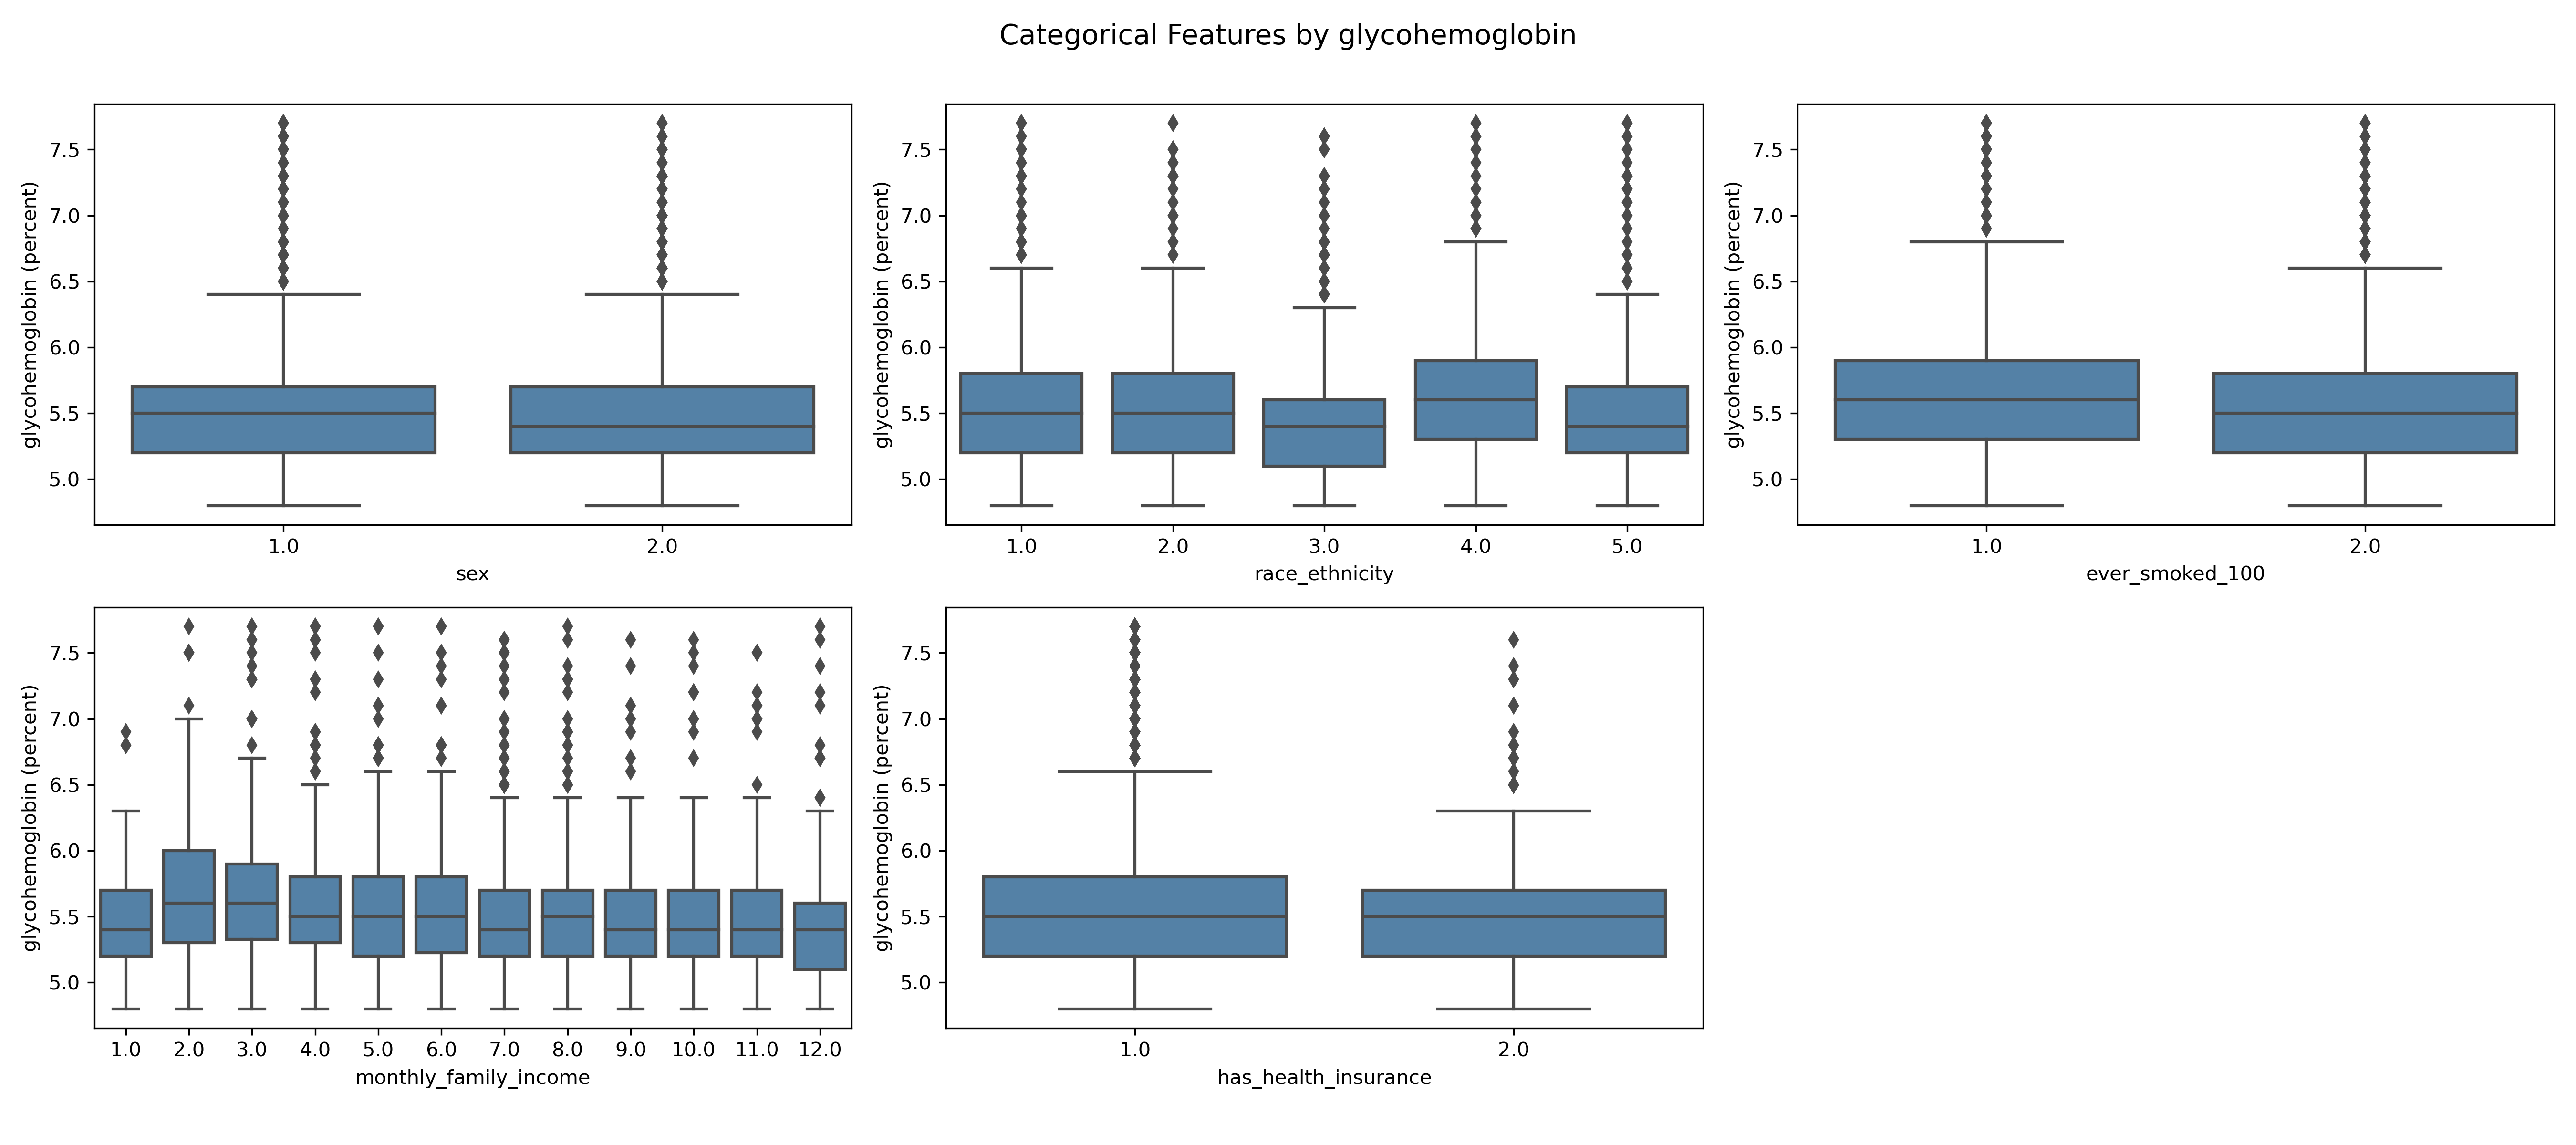 Categorical Features by glycohemoglobin
glycohemoglobin (percent)
7.5
7.0
6.5
6.0
5.5
5.0
1.0 2.0
sex
glycohemoglobin (percent)
7.5
7.0
6.5
6.0
5.5
5.0
1.0 2.0 3.0 4.0 5.0
race_ethnicity
glycohemoglobin (percent)
7.5
7.0
6.5
6.0
5.5
5.0
1.0 2.0
ever_smoked_100
glycohemoglobin (percent)
7.5
7.0
6.5
6.0
5.5
5.0
1.0 2.0 3.0 4.0 5.0 6.0 7.0 8.0 9.0 10.0 11.0 12.0
monthly_family_income
glycohemoglobin (percent)
7.5
7.0
6.5
6.0
5.5
5.0
1.0 2.0
has_health_insurance